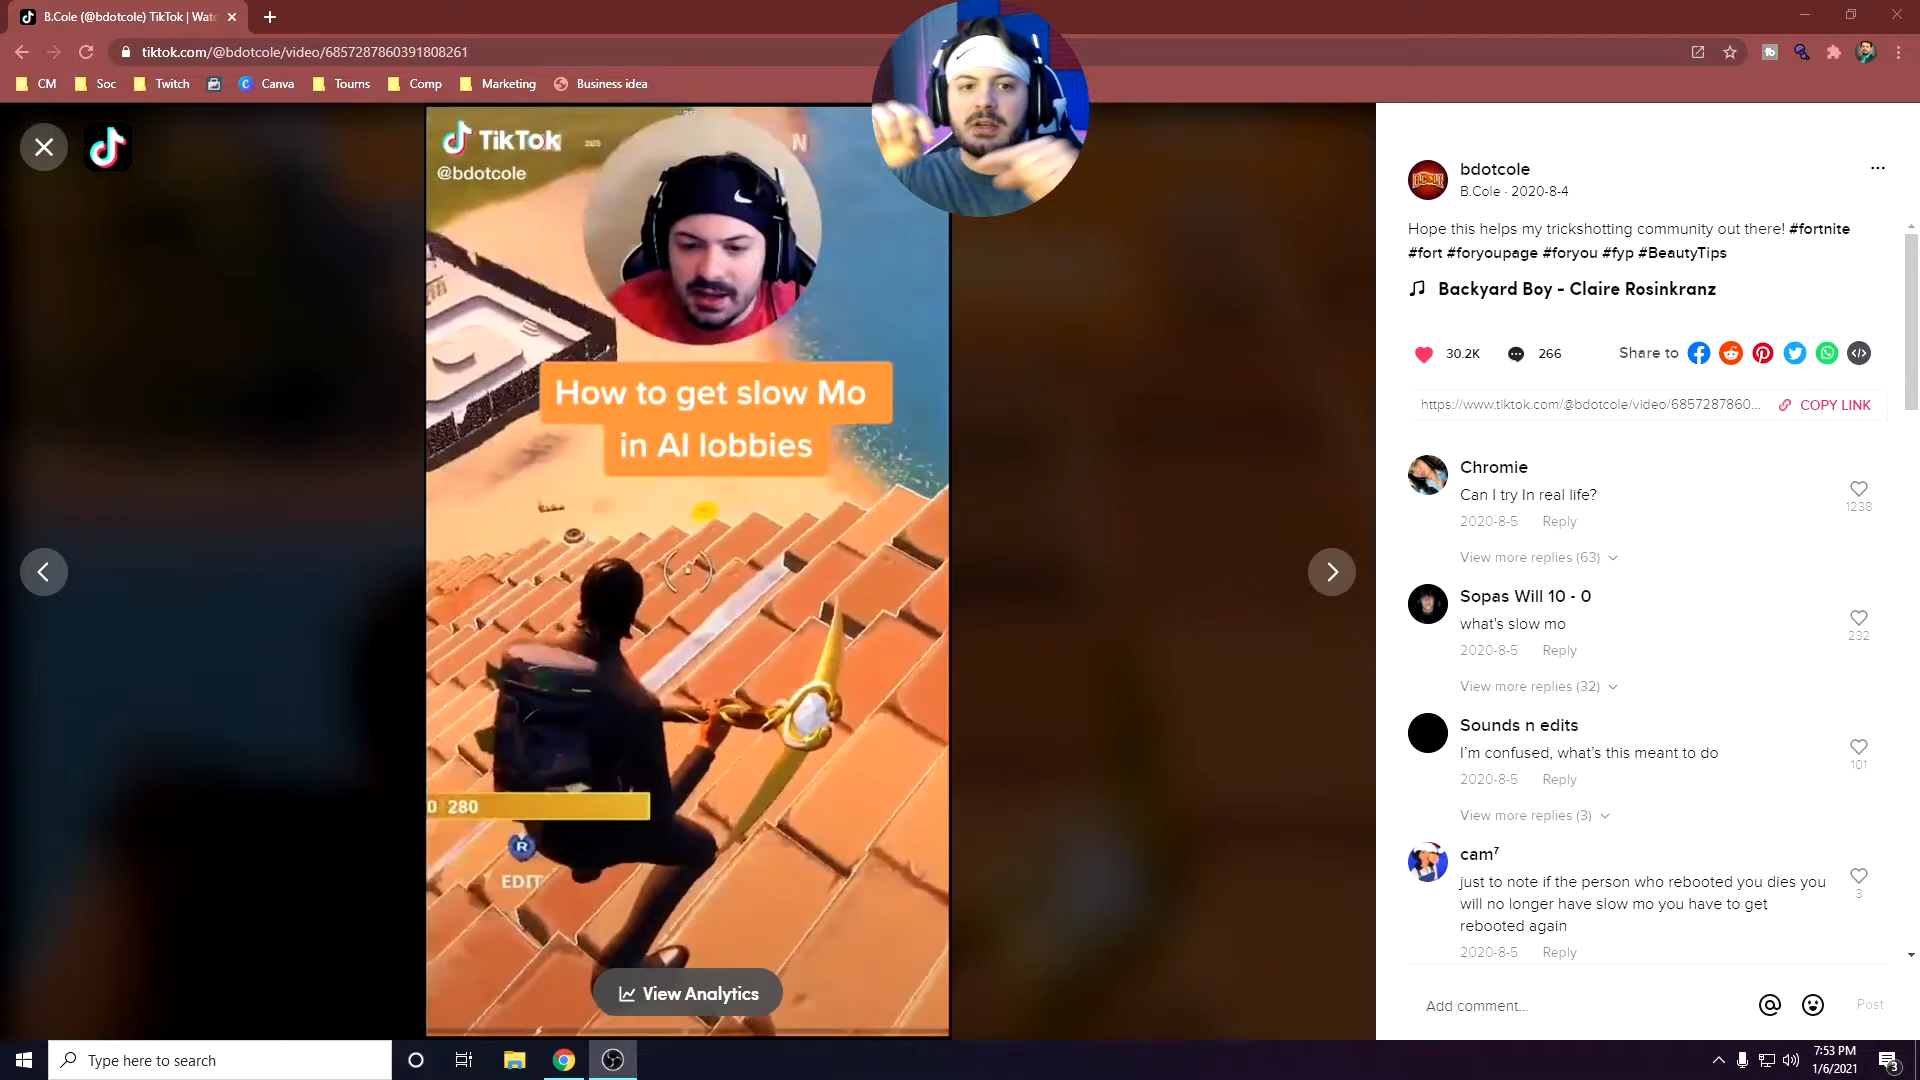 B.Cole (@bdotcole) TikTok | Watc
tiktok.com/@bdotcole/video/6857287860391808261
CM Soc Twitch Canva Tourns Comp Marketing Business idea
TikTok
@bdotcole
N
How to get slow Mo
in AI lobbies
280
R
EDIT
View Analytics
bdotcole
B.Cole · 2020-8-4
Hope this helps my trickshotting community out there! #fortnite
#fort #foryoupage #foryou #fyp #BeautyTips
Backyard Boy - Claire Rosinkranz
30.2K 266 Share to
https://www.tiktok.com/@bdotcole/video/6857287860... COPY LINK
Chromie
Can I try In real life?
1238
2020-8-5 Reply
View more replies (63)
Sopas Will 10 - 0
what's slow mo
232
2020-8-5 Reply
View more replies (32)
Sounds n edits
I'm confused, what's this meant to do
101
2020-8-5 Reply
View more replies (3)
cam⁷
just to note if the person who rebooted you dies you
will no longer have slow mo you have to get
rebooted again
3
2020-8-5 Reply
Add comment... Post
Type here to search
7:53 PM
1/6/2021
3